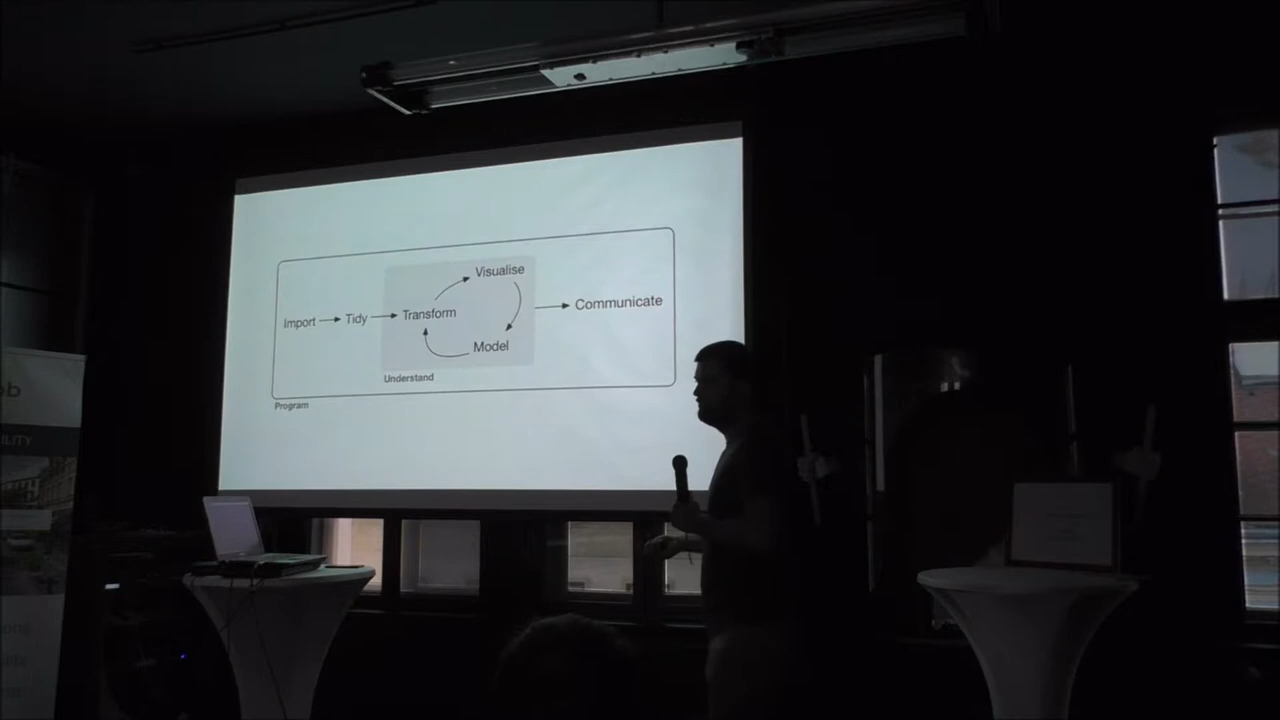 Visualise
Import
Tidy
Transform
Communicate
Model
Understand
Program